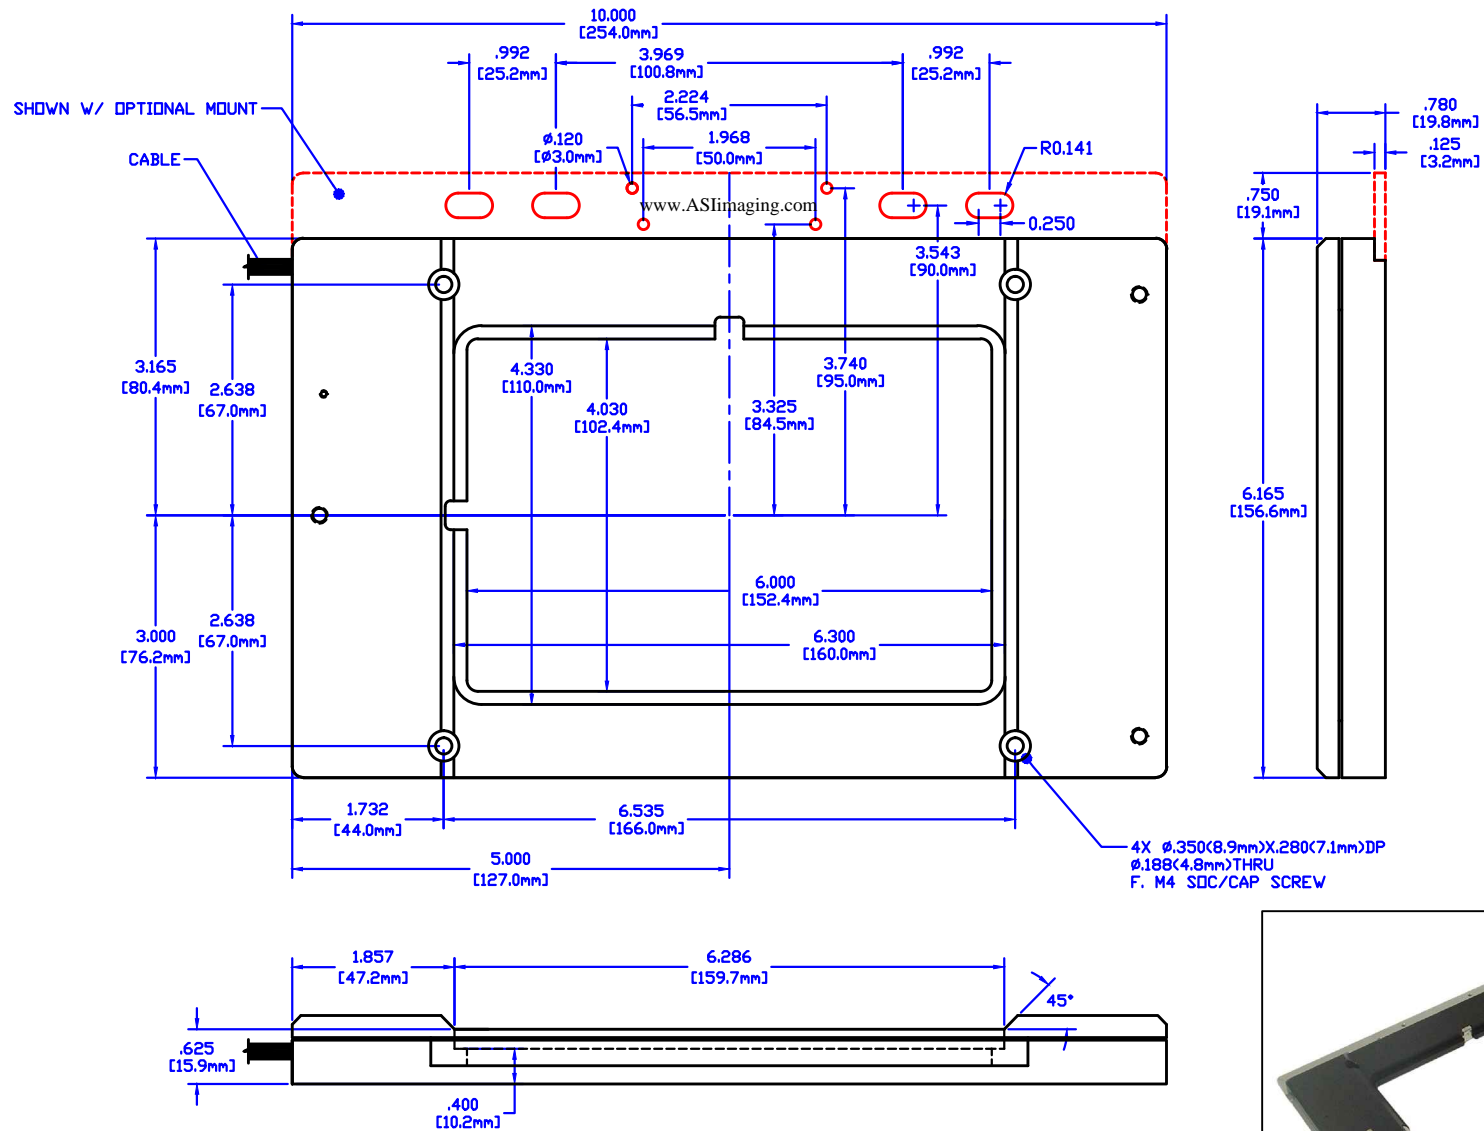 10.000
[254.0mm]
.992
[25.2mm]
3.969
[100.8mm]
.992
[25.2mm]
2.224
[56.5mm]
SHOWN W/ OPTIONAL MOUNT
ø.120
[ø3.0mm]
1.968
[50.0mm]
R0.141
.780
[19.8mm]
.125
[3.2mm]
CABLE
www.ASIimaging.com
.750
[19.1mm]
0.250
3.543
[90.0mm]
3.165
[80.4mm]
2.638
[67.0mm]
4.330
[110.0mm]
4.030
[102.4mm]
3.740
[95.0mm]
3.325
[84.5mm]
6.165
[156.6mm]
6.000
[152.4mm]
3.000
[76.2mm]
2.638
[67.0mm]
6.300
[160.0mm]
1.732
[44.0mm]
6.535
[166.0mm]
5.000
[127.0mm]
4X ø.350(8.9mm)X.280(7.1mm)DP
ø.188(4.8mm)THRU
F. M4 SOC/CAP SCREW
1.857
[47.2mm]
6.286
[159.7mm]
45°
.625
[15.9mm]
.400
[10.2mm]